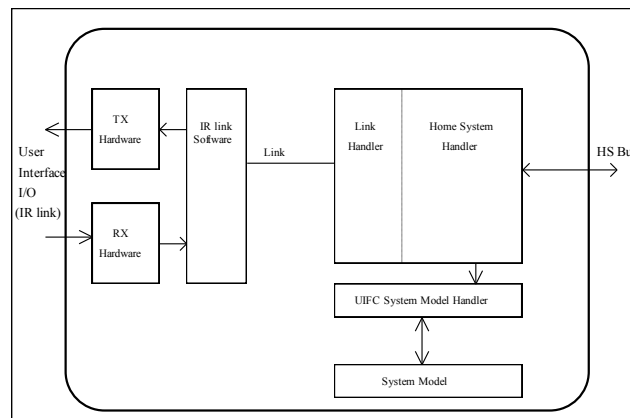 TX
Hardware
IR link
Software
Link
Handler
Home System
Handler
User
Interface
I/O
(IR link)
Link
HS Bu
RX
Hardware
UIFC System Model Handler
System Model